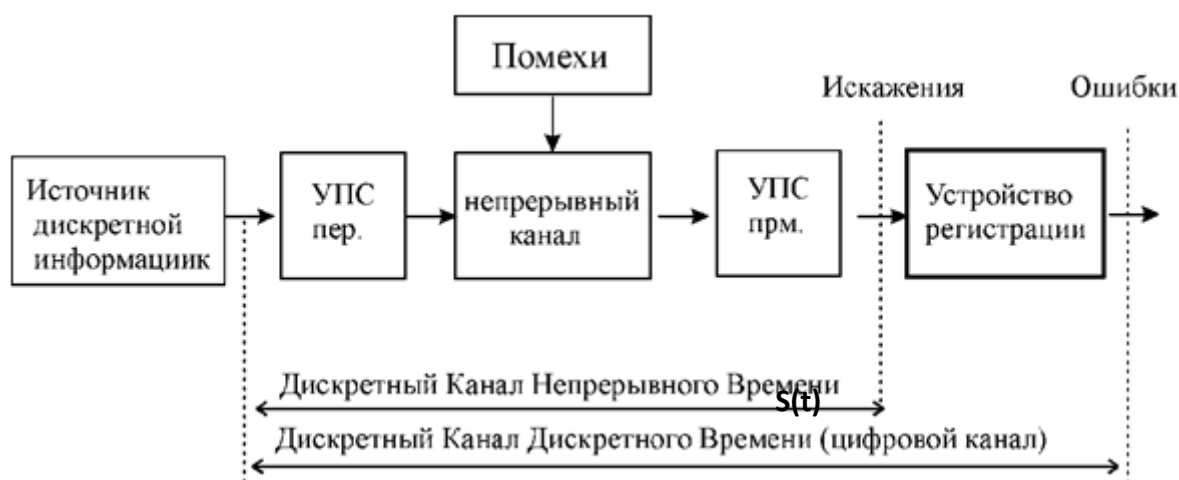 Помехи
Искажения
Ошибки
Источник
дискретной
информациик
УПС
пер.
непрерывный
канал
УПС
прм.
Устройство
регистрации
Дискретный Канал Непрерывного Времени
S(t)
Дискретный Канал Дискретного Времени (цифровой канал)